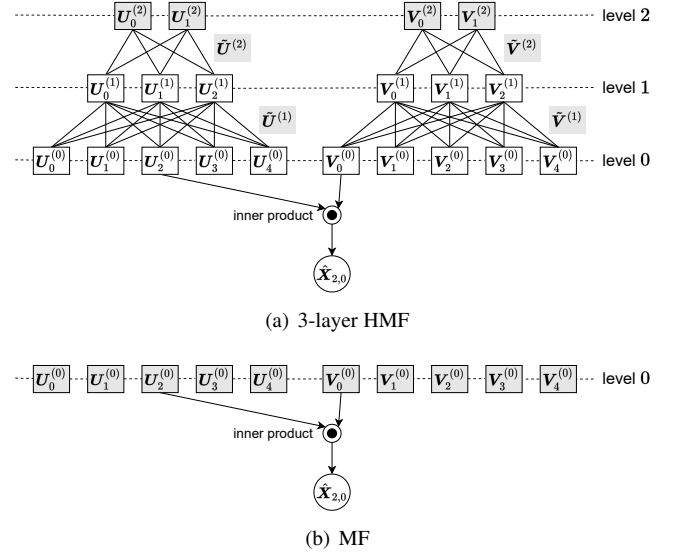 U_0^(2) U_1^(2) V_0^(2) V_1^(2) level 2
Ũ^(2) Ṽ^(2)
U_0^(1) U_1^(1) U_2^(1) V_0^(1) V_1^(1) V_2^(1) level 1
Ũ^(1) Ṽ^(1)
U_0^(0) U_1^(0) U_2^(0) U_3^(0) U_4^(0) V_0^(0) V_1^(0) V_2^(0) V_3^(0) V_4^(0) level 0
inner product
X̂_2,0
(a) 3-layer HMF
U_0^(0) U_1^(0) U_2^(0) U_3^(0) U_4^(0) V_0^(0) V_1^(0) V_2^(0) V_3^(0) V_4^(0) level 0
inner product
X̂_2,0
(b) MF